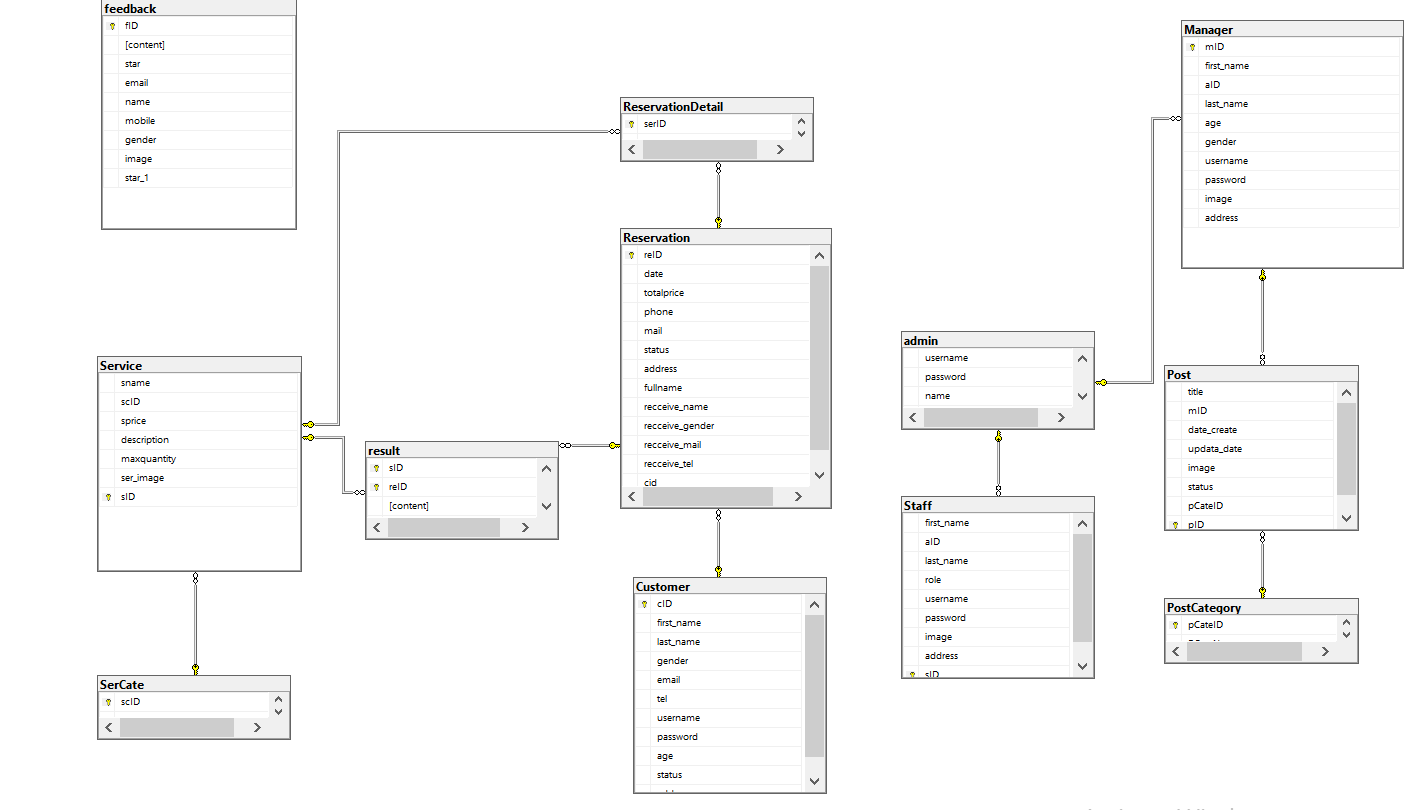 feedback
fID
[content]
star
email
name
mobile
gender
image
star_1
ReservationDetail
serID
Reservation
reID
date
totalprice
phone
mail
status
address
fullname
recceive_name
recceive_gender
recceive_mail
recceive_tel
cid
Service
sname
scID
sprice
description
maxquantity
ser_image
sID
result
sID
reID
[content]
SerCate
scID
Customer
cID
first_name
last_name
gender
email
tel
username
password
age
status
Manager
mID
first_name
aID
last_name
age
gender
username
password
image
address
admin
username
password
name
Staff
first_name
aID
last_name
role
username
password
image
address
sID
Post
title
mID
date_create
updata_date
image
status
pCateID
pID
PostCategory
pCateID